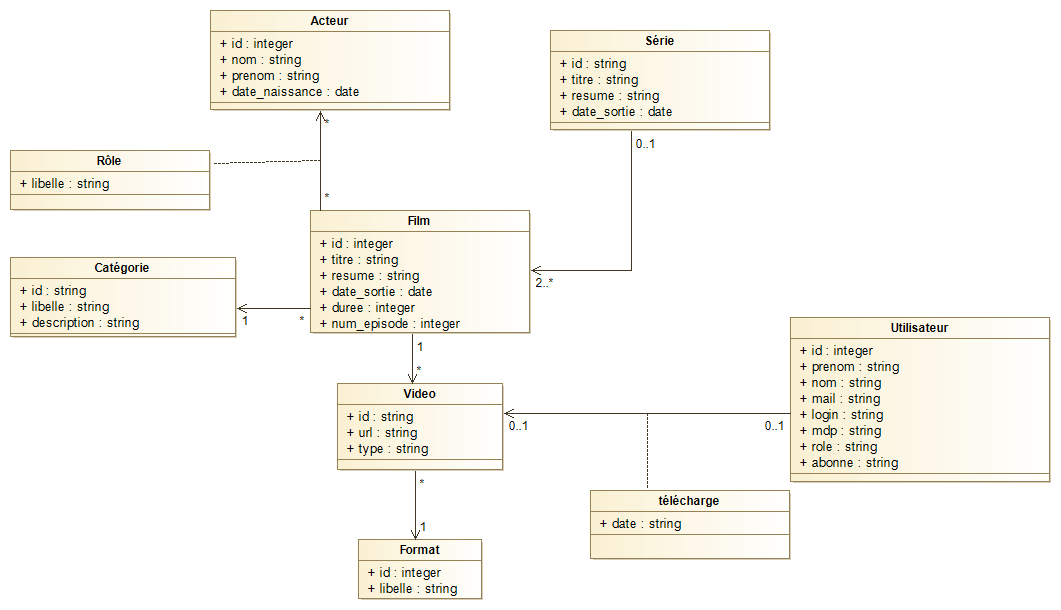 Acteur
+ id : integer
+ nom : string
+ prenom : string
+ date_naissance : date
Série
+ id : string
+ titre : string
+ resume : string
+ date_sortie : date
*
0..1
Rôle
+ libelle : string
*
Film
+ id : integer
+ titre : string
+ resume : string
+ date_sortie : date
+ duree : integer
+ num_episode : integer
2..*
Catégorie
+ id : string
+ libelle : string
+ description : string
1
*
1
*
Utilisateur
+ id : integer
+ prenom : string
+ nom : string
+ mail : string
+ login : string
+ mdp : string
+ role : string
+ abonne : string
Video
+ id : string
+ url : string
+ type : string
0..1
0..1
*
1
télécharge
+ date : string
Format
+ id : integer
+ libelle : string